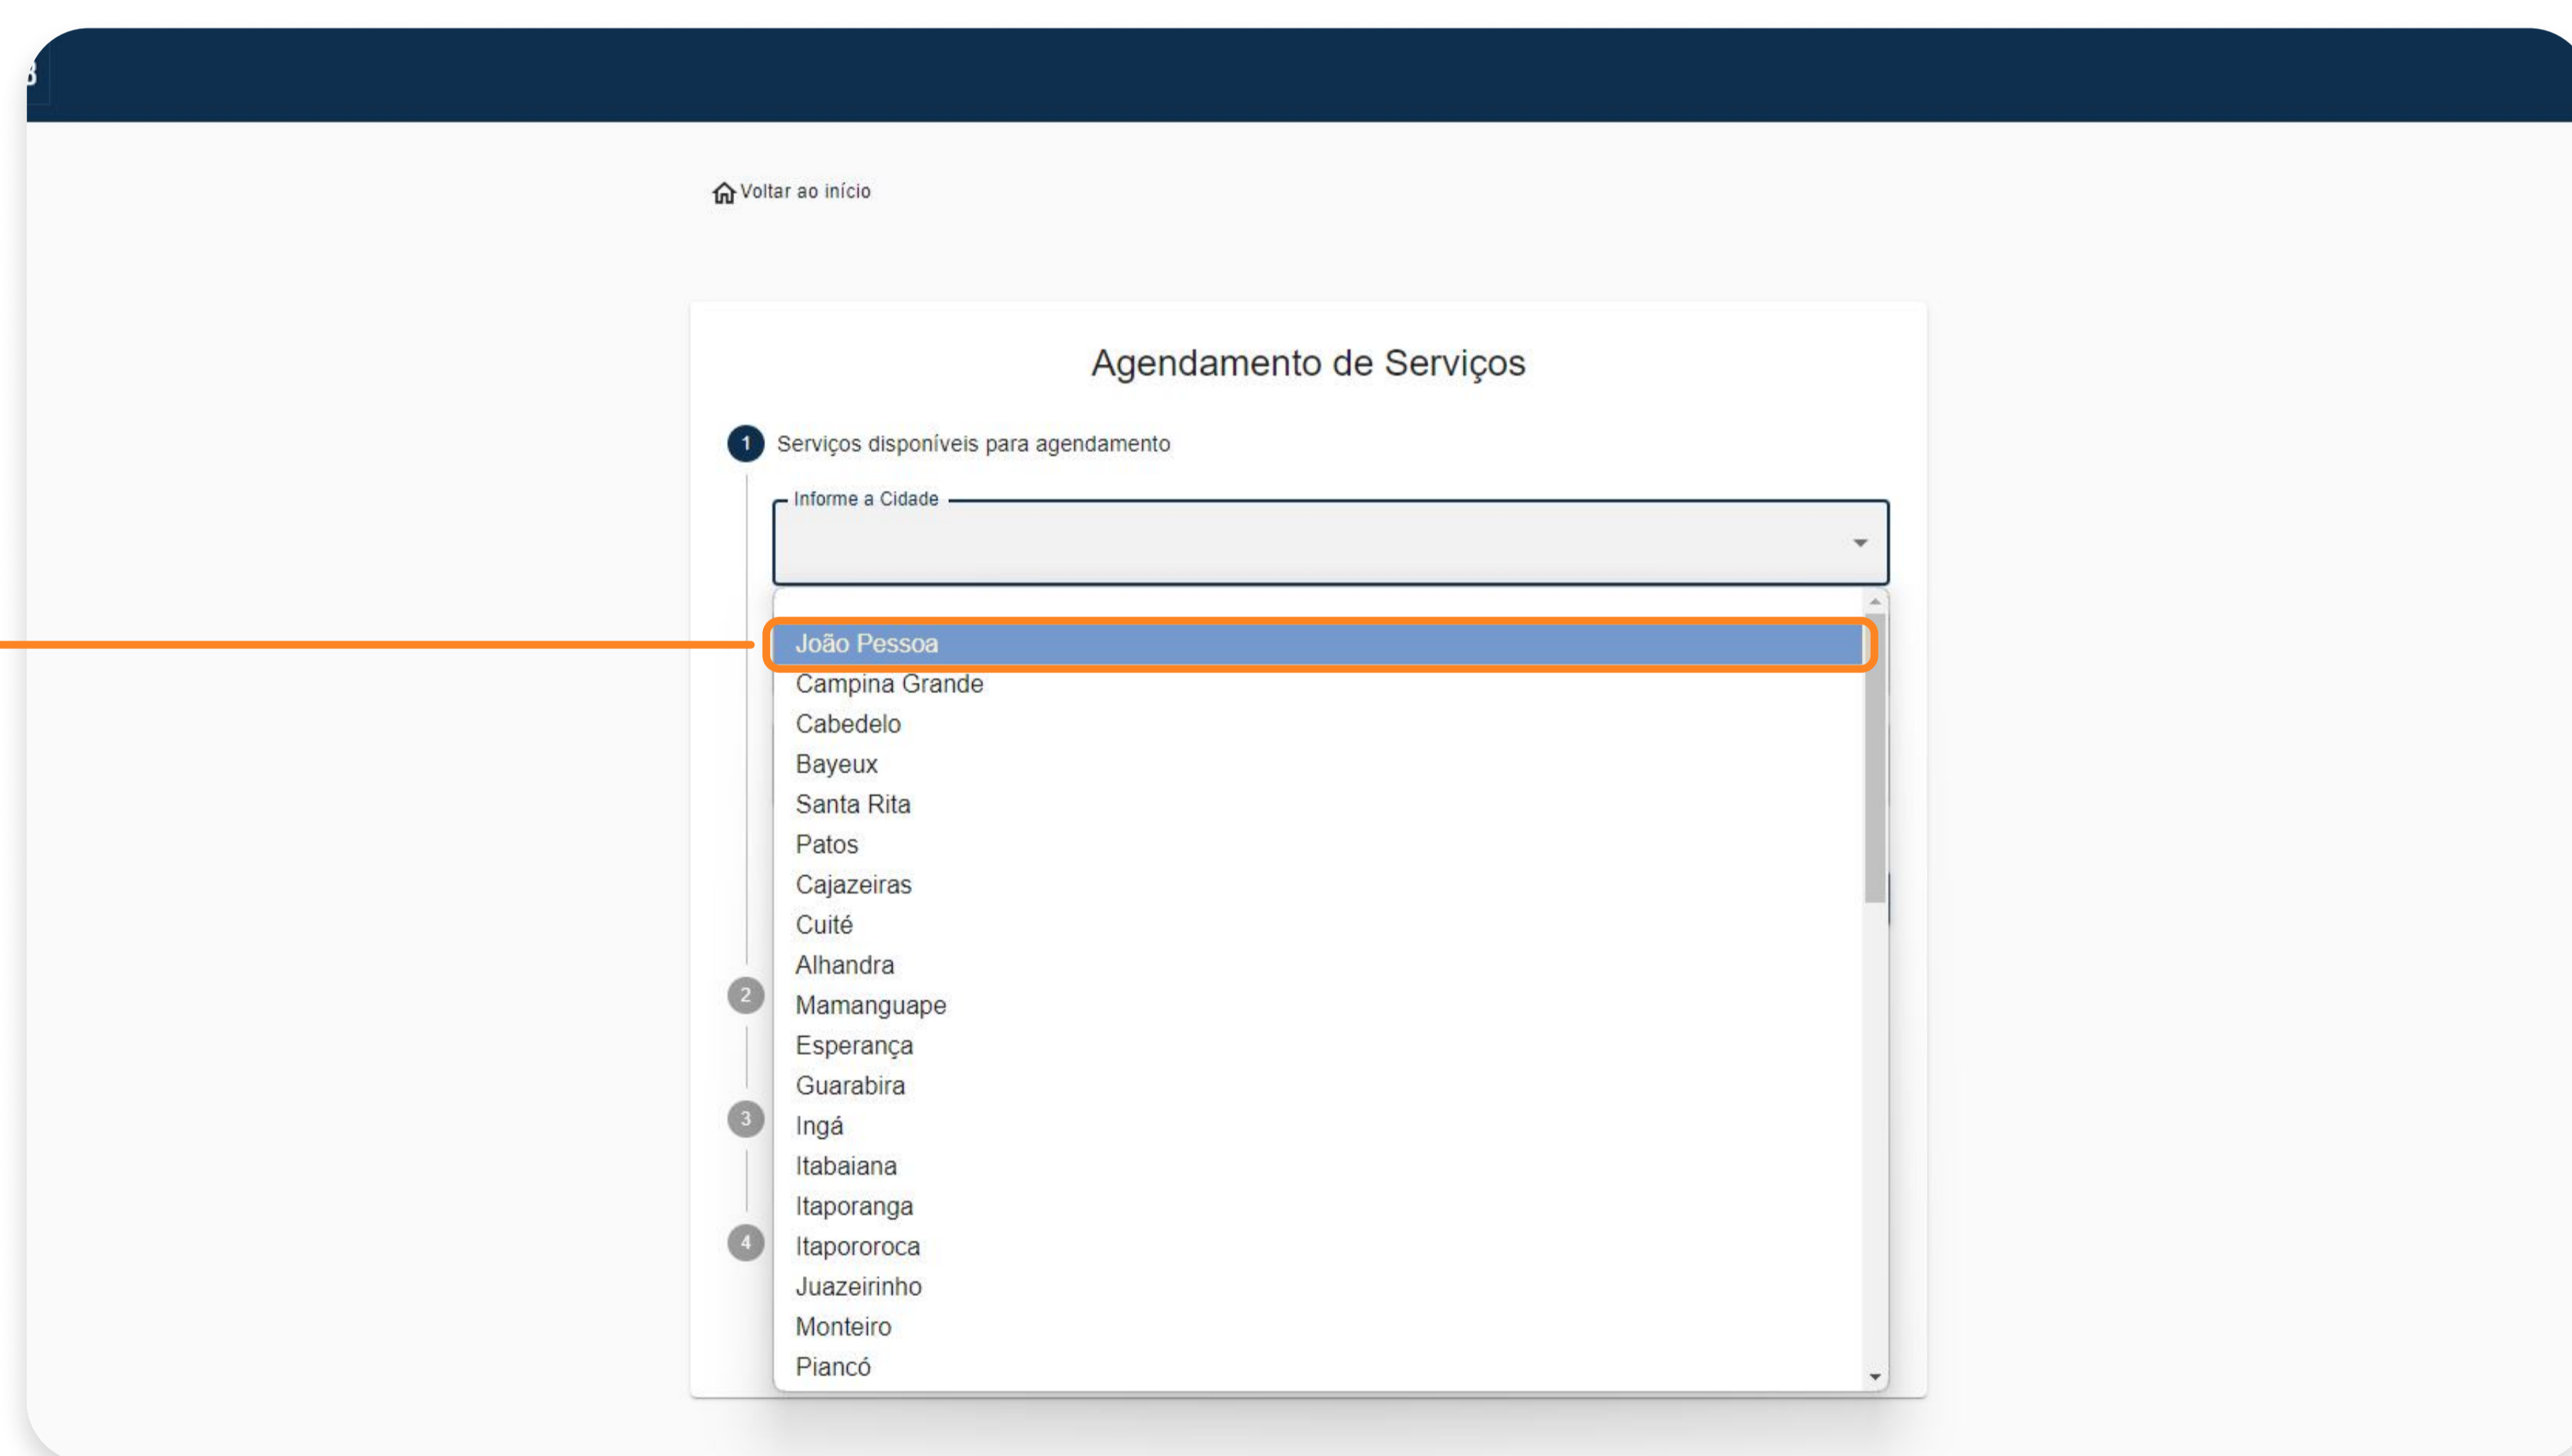 Voltar ao início
Agendamento de Serviços
1 Serviços disponíveis para agendamento
Informe a Cidade
João Pessoa
Campina Grande
Cabedelo
Bayeux
Santa Rita
Patos
Cajazeiras
Cuité
Alhandra
2
Mamanguape
Esperança
Guarabira
3
Ingá
Itabaiana
Itaporanga
4
Itapororoca
Juazeirinho
Monteiro
Piancó